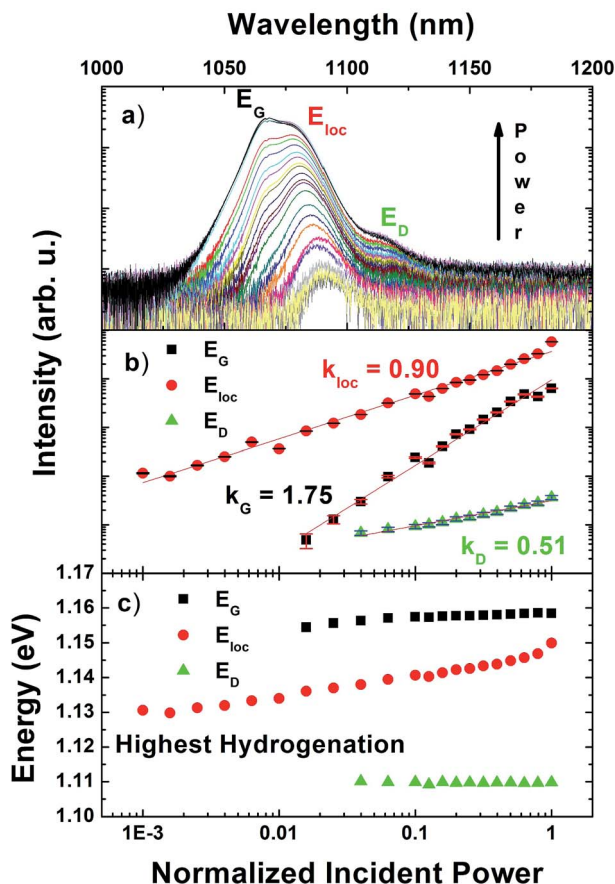 Wavelength (nm)
1000 1050 1100 1150 1200
a)
E_G
E_loc
E_D
Power
Intensity (arb. u.)
b)
E_G
E_loc
E_D
k_loc = 0.90
k_G = 1.75
k_D = 0.51
c)
E_G
E_loc
E_D
Highest Hydrogenation
Energy (eV)
1.17
1.16
1.15
1.14
1.13
1.12
1.11
1.10
1E-3 0.01 0.1 1
Normalized Incident Power